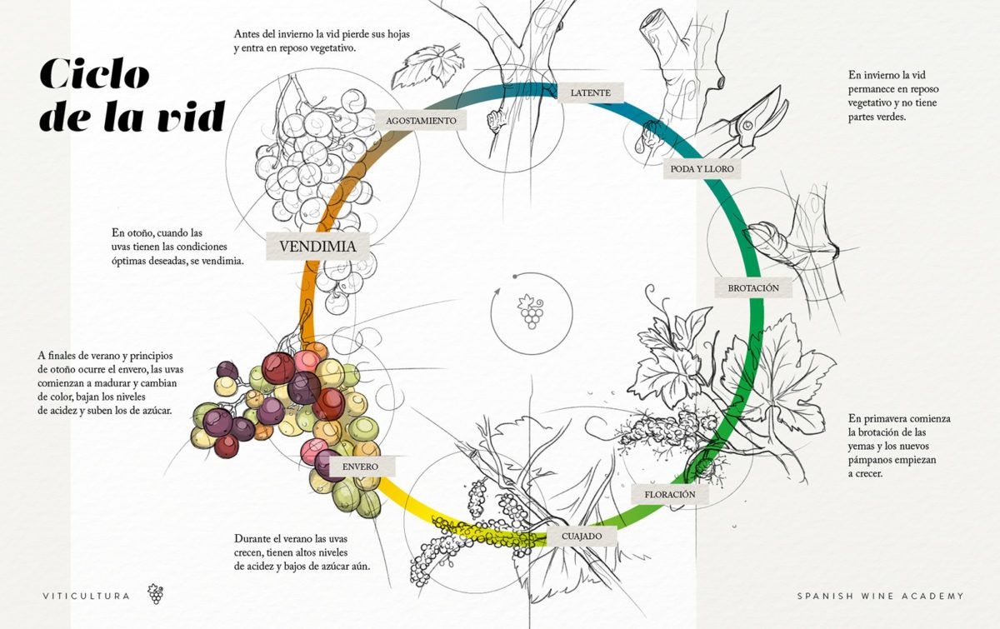 Ciclo
de la vid
Antes del invierno la vid pierde sus hojas
y entra en reposo vegetativo.
LATENTE
En invierno la vid
permanece en reposo
vegetativo y no tiene
partes verdes.
AGOSTAMIENTO
PODA Y LLORO
En otoño, cuando las
uvas tienen las condiciones
óptimas deseadas, se vendimia.
VENDIMIA
BROTACIÓN
A finales de verano y principios
de otoño ocurre el envero, las uvas
comienzan a madurar y cambian
de color, bajan los niveles
de acidez y suben los de azúcar.
En primavera comienza
la brotación de las
yemas y los nuevos
pámpanos empiezan
a crecer.
ENVERO
FLORACIÓN
CUAJADO
Durante el verano las uvas
crecen, tienen altos niveles
de acidez y bajos de azúcar aún.
VITICULTURA
SPANISH WINE ACADEMY